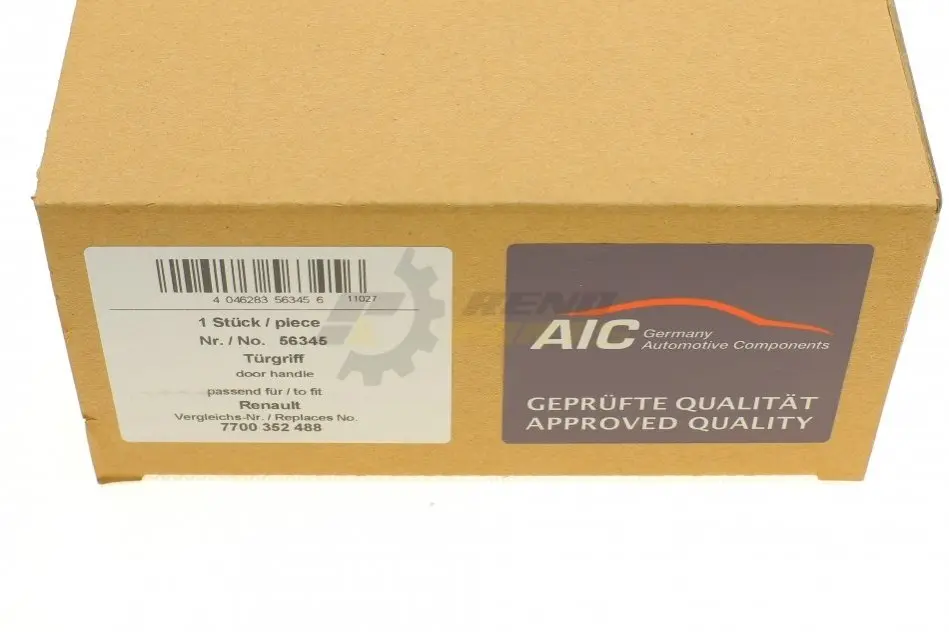 4 046283 56345 6 11027
1 Stück / piece
Nr. / No. 56345
Türgriff
door handle
passend für / to fit
Renault
Vergleichs-Nr. / Replaces No.
7700 352 488
RENO
AIC Germany
Automotive Components
GEPRÜFTE QUALITÄT
APPROVED QUALITY